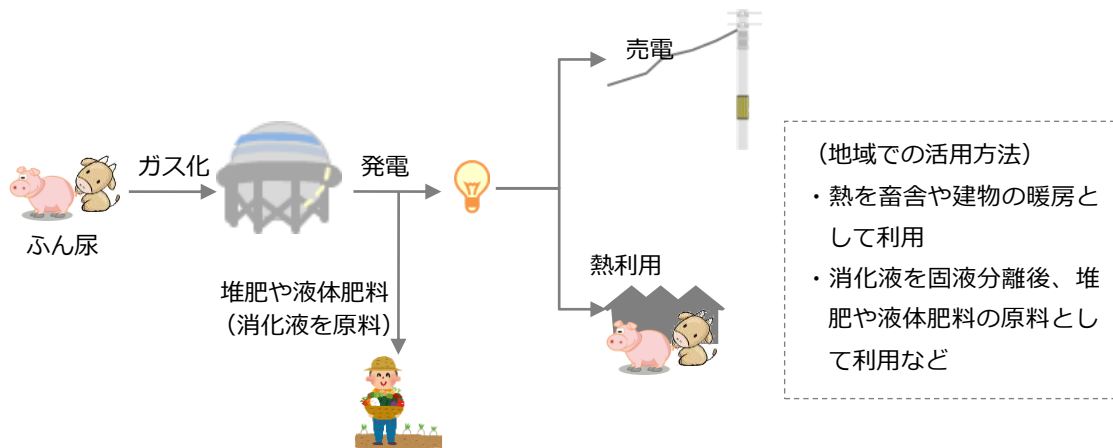 売電
ガス化
発電
ふん尿
堆肥や液体肥料
（消化液を原料）
熱利用
（地域での活用方法）
・熱を畜舎や建物の暖房と
して利用
・消化液を固液分離後、堆
肥や液体肥料の原料とし
て利用など